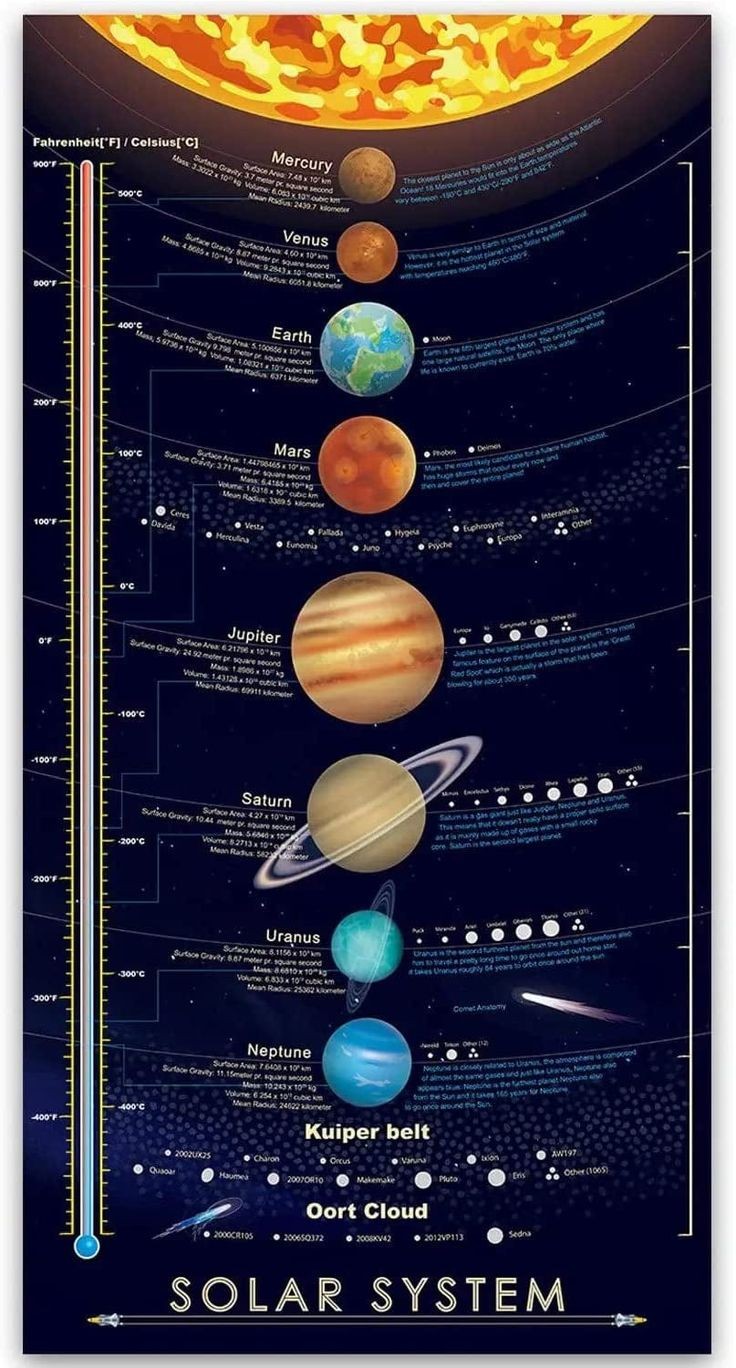 Fahrenheit[°F] / Celsius[°C]
900°F
500°C
800°F
400°C
200°F
100°C
100°F
0°C
0°F
-100°C
-100°F
-200°C
-200°F
-300°C
-300°F
-400°C
-400°F
Mercury
Surface Area: 7.48 x 10⁷ km
Surface Gravity: 3.7 meter pr. square second
Mass: 3.3022 x 10²³ kg Volume: 6.083 x 10¹⁰ cubic km
Mean Radius: 2439.7 kilometer
The closest planet to the Sun is only about as wide as the Atlantic
Ocean! 18 Mercuries would fit into the Earth, temperatures
vary between -180°C and 430°C/-290°F and 842°F.
Venus
Surface Area: 4.60 x 10⁸ km
Surface Gravity: 8.87 meter pr. square second
Mass: 4.8685 x 10²⁴ kg Volume: 9.2843 x 10¹¹ cubic km
Mean Radius: 6051.8 kilometer
Venus is very similar to Earth in terms of size and material.
However, it is the hottest planet in the Solar system
with temperatures reaching
Earth
Surface Area: 5.100656 x 10⁸ km
Surface Gravity 9.798 meter pr. square second
Mass: 5.9736 x 10²⁴ kg Volume: 1.08321 x 10¹² cubic km
Mean Radius: 6371 kilometer
Moon
Earth is the fifth largest planet of our solar system and has
one large natural satellite, the Moon. The only place where
life is known to currently exist. Earth is 70% water.
Mars
Surface Area: 1.44798465 x 10⁸ km
Surface Gravity: 3.71 meter pr. square second
Mass: 6.4185 x 10²³ kg
Volume: 1.6318 x 10¹¹ cubic km
Mean Radius: 3389.5 kilometer
Phobos Deimos
Mars, the most likely candidate for a future human habitat,
has huge storms that occur every now and
then and cover the entire planet!
Ceres
Davida
Vesta
Herculina
Pallada
Eunomia
Hygeia
Juno
Euphrosyne
Psyche
Interamnia
Europa
Other
Jupiter
Surface Area: 6.21796 x 10¹⁰ km
Surface Gravity: 24.92 meter pr. square second
Mass: 1.8986 x 10²⁷ kg
Volume: 1.43128 x 10¹⁵ cubic km
Mean Radius: 69911 kilometer
Europe Io Ganymede Callisto Other (63)
Jupiter is the largest planet in the solar system. The most
famous feature on the surface of the planet is the 'Great
Red Spot' which is actually a storm that has been
blowing for about 350 years.
Saturn
Surface Area: 4.27 x 10¹⁰ km
Surface Gravity: 10.44 meter pr. square second
Mass: 5.6846 x 10²⁶ kg
Volume: 8.2713 x 10¹⁴ cubic km
Mean Radius: 58232 kilometer
Mimas Enceladus Tethys Dione Rhea Iapetus Titan Other (55)
Saturn is a gas giant just like Jupiter, Neptune and Uranus.
This means that it doesn't really have a proper solid surface
as it is mainly made up of gases with a small rocky
core. Saturn is the second largest planet.
Uranus
Surface Area: 8.1156 x 10⁹ km
Surface Gravity: 8.87 meter pr. square second
Mass: 8.6810 x 10²⁵ kg
Volume: 6.833 x 10¹³ cubic km
Mean Radius: 25362 kilometer
Puck Miranda Ariel Umbriel Oberon Titania Other (21)
Uranus is the second furthest planet from the sun and therefore also
has to travel a pretty long time to go once around our home star,
it takes Uranus roughly 84 years to orbit once around the sun.
Comet Anatomy
Neptune
Surface Area: 7.6408 x 10⁹ km
Surface Gravity: 11.15meter pr. square second
Mass: 10.243 x 10²⁵ kg
Volume: 6.254 x 10¹³ cubic km
Mean Radius: 24622 kilometer
Nereid Triton Other (12)
Neptune is closely related to Uranus, the atmosphere is composed
of almost the same gases and just like Uranus, Neptune also
appears blue. Neptune is the furthest planet Neptune also
from the Sun and it takes 165 years for Neptune
to go once around the Sun.
Kuiper belt
2002UX25 Charon Orcus Varuna Ixion AW197
Quaoar Haumea 2007OR10 Makemake Pluto Eris Other (1065)
Oort Cloud
2000CR105 2006SQ372 2008KV42 2012VP113 Sedna
SOLAR SYSTEM